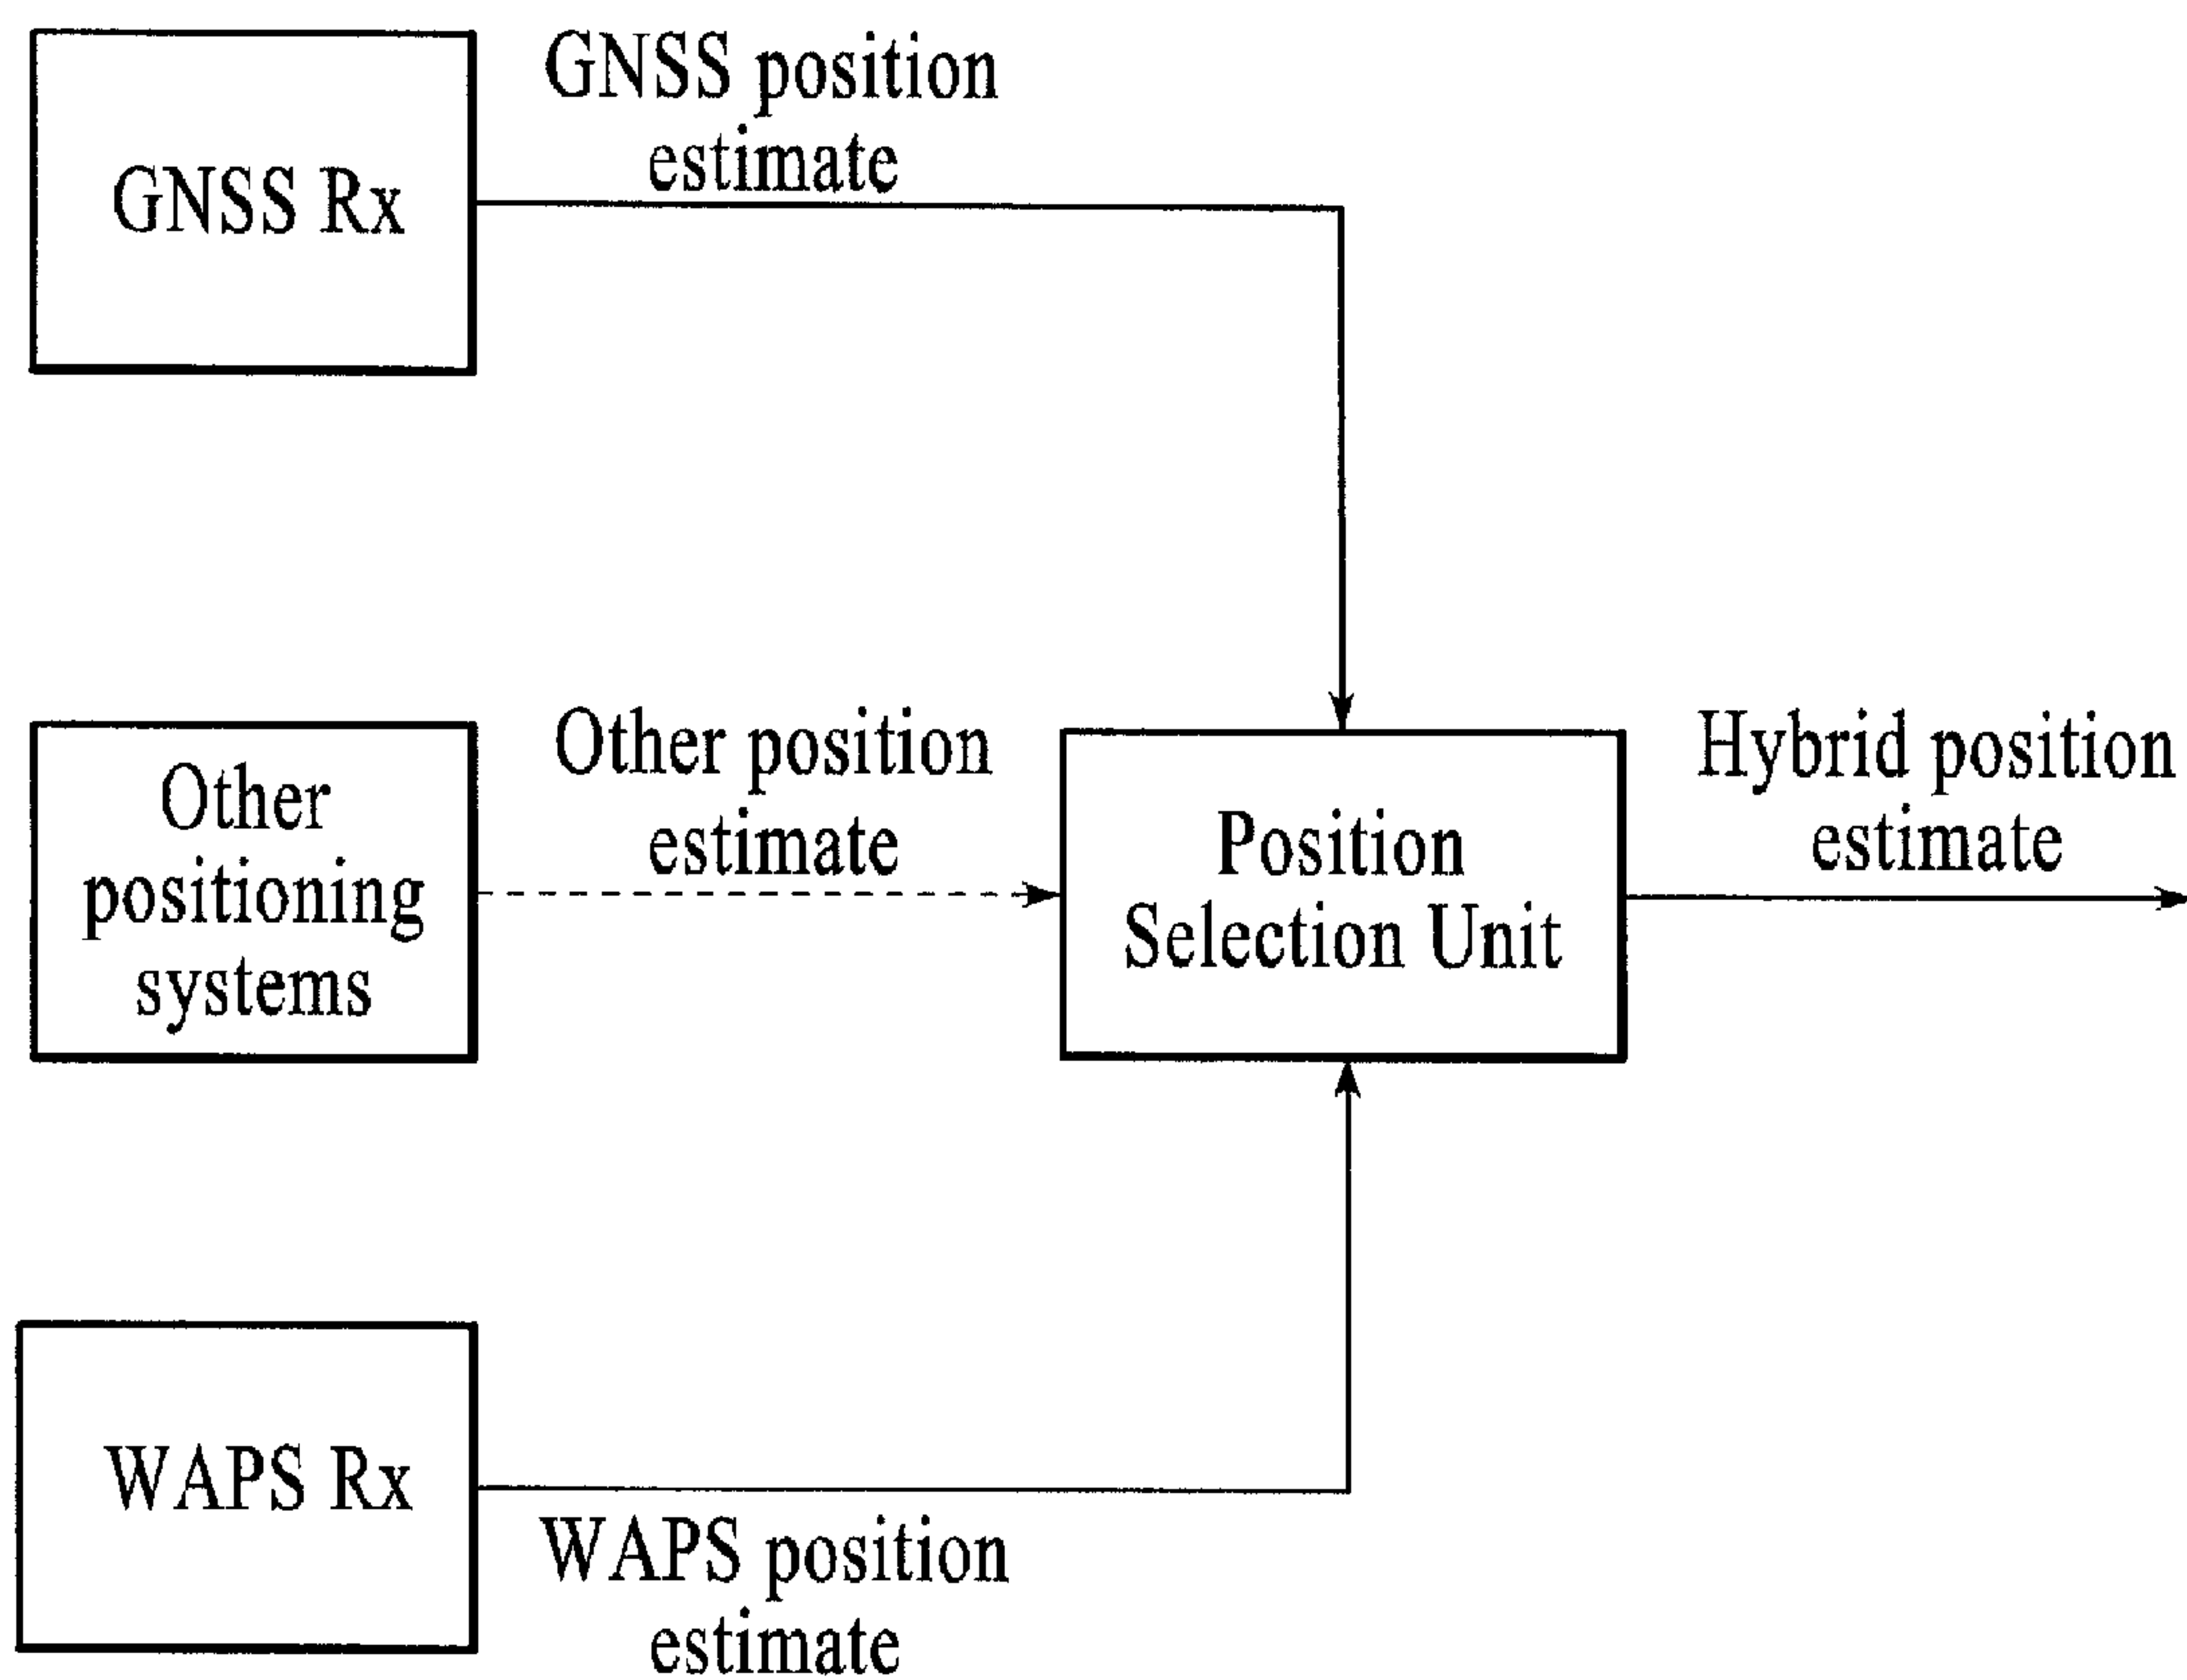 GNSS position
estimate
GNSS Rx
Other position
estimate
Other
positioning
systems
Position
Selection Unit
Hybrid position
estimate
WAPS Rx
WAPS position
estimate